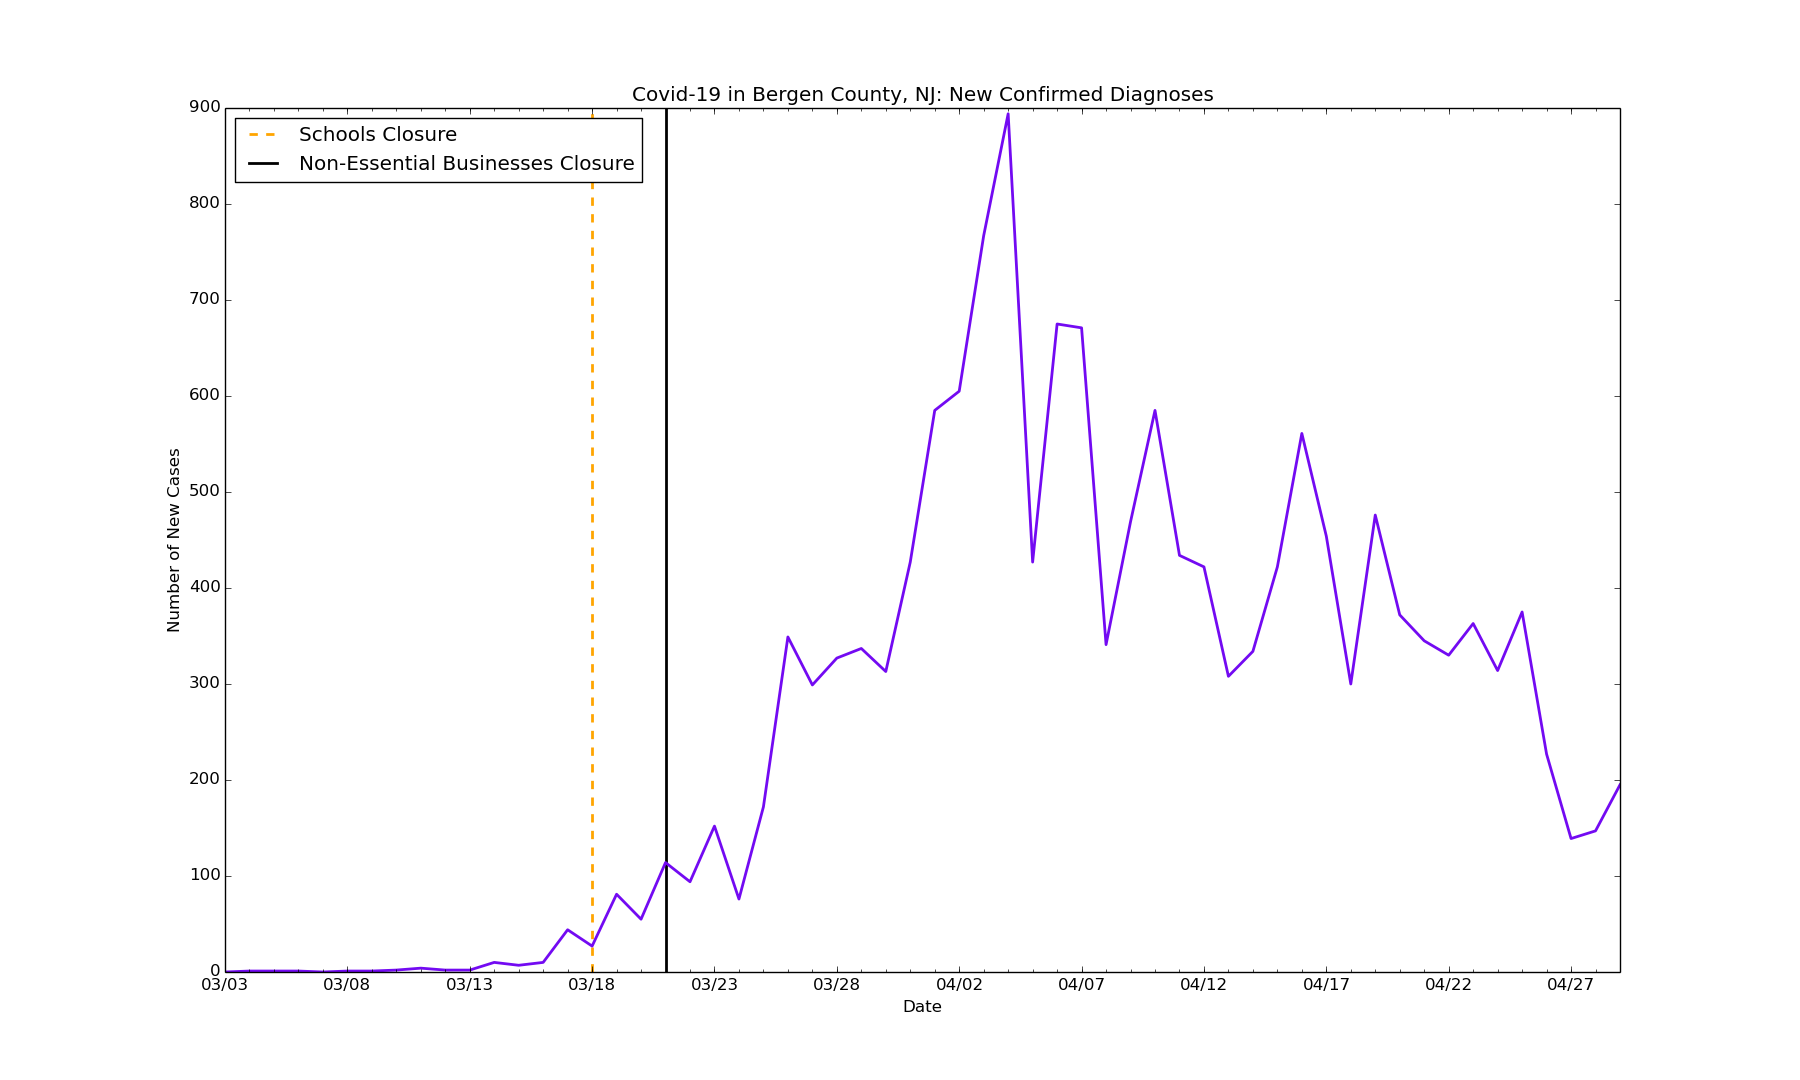 Covid-19 in Bergen County, NJ: New Confirmed Diagnoses
900
Schools Closure
Non-Essential Businesses Closure
800
700
600
500
400
300
200
100
0
Number of New Cases
03/03 03/08 03/13 03/18 03/23 03/28 04/02 04/07 04/12 04/17 04/22 04/27
Date